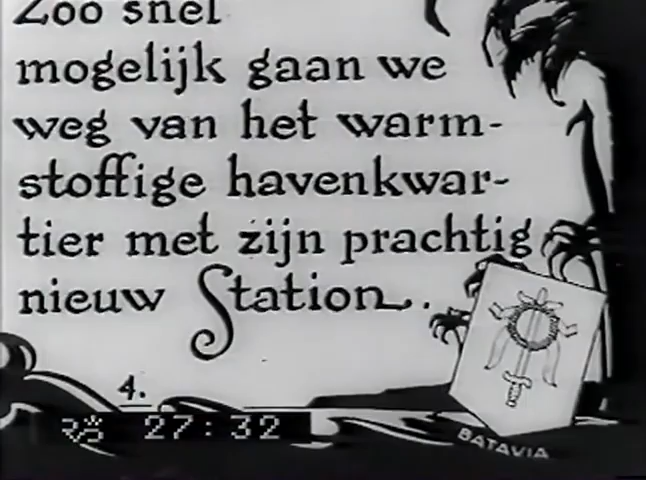 Zoo snel
mogelijk gaan we
weg van het warm-
stoffige havenkwar-
tier met zijn prachtig
nieuw Station.
4.
27:32
BATAVIA